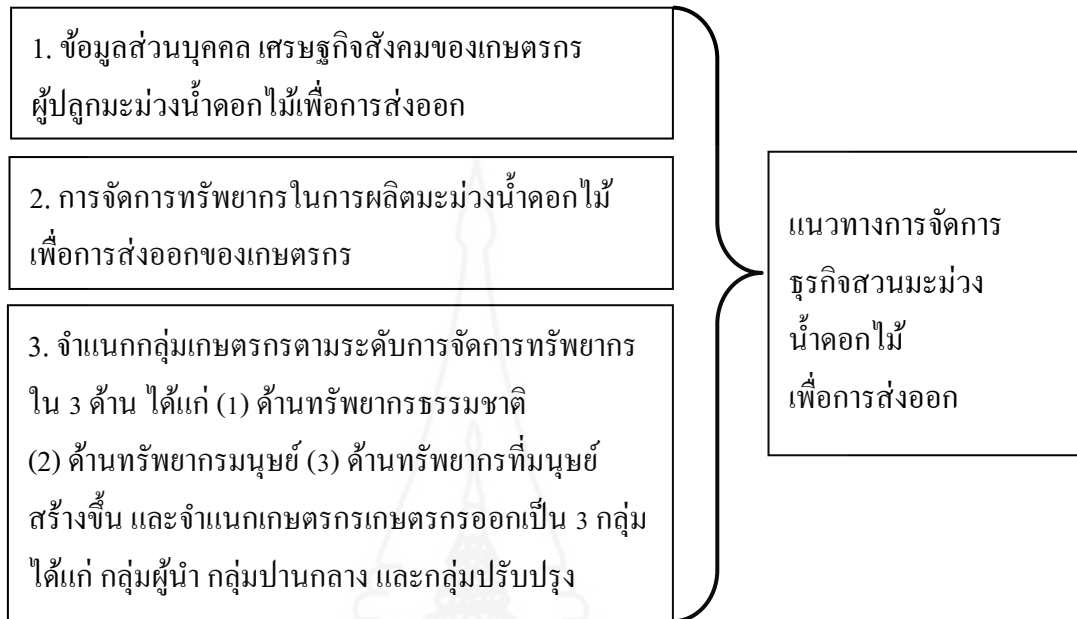 1. ข้อมูลส่วนบุคคล เศรษฐกิจสังคมของเกษตรกร
ผู้ปลูกมะม่วงน้ำดอกไม้เพื่อการส่งออก
2. การจัดการทรัพยากรในการผลิตมะม่วงน้ำดอกไม้
เพื่อการส่งออกของเกษตรกร
3. จำแนกกลุ่มเกษตรกรตามระดับการจัดการทรัพยากร
ใน 3 ด้าน ได้แก่ (1) ด้านทรัพยากรธรรมชาติ
(2) ด้านทรัพยากรมนุษย์ (3) ด้านทรัพยากรที่มนุษย์
สร้างขึ้น และจำแนกเกษตรกรเกษตรกรออกเป็น 3 กลุ่ม
ได้แก่ กลุ่มผู้นำ กลุ่มปานกลาง และกลุ่มปรับปรุง
แนวทางการจัดการ
ธุรกิจสวนมะม่วง
น้ำดอกไม้
เพื่อการส่งออก